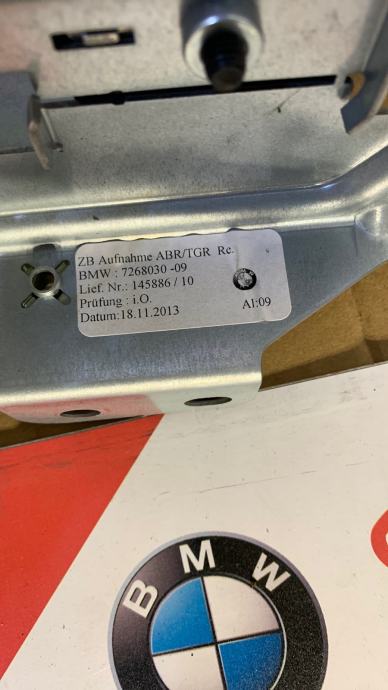 ZB Aufnahme ABR/TGR Re.
BMW : 7268030 -09
Lief. Nr.: 145886 / 10
Prüfung : i.O.
Datum:18.11.2013
AI:09
BMW